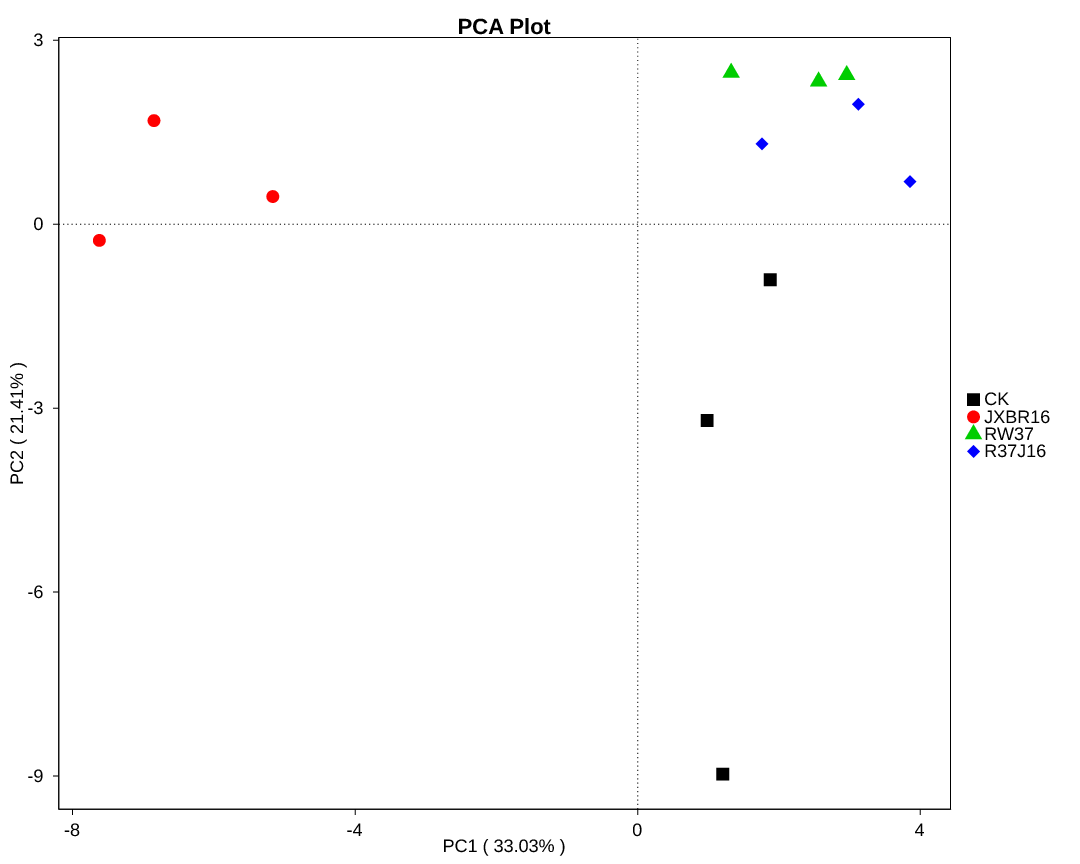 PCA Plot
3
0
-3
-6
-9
PC2 ( 21.41% )
-8
-4
0
4
PC1 ( 33.03% )
CK
JXBR16
RW37
R37J16